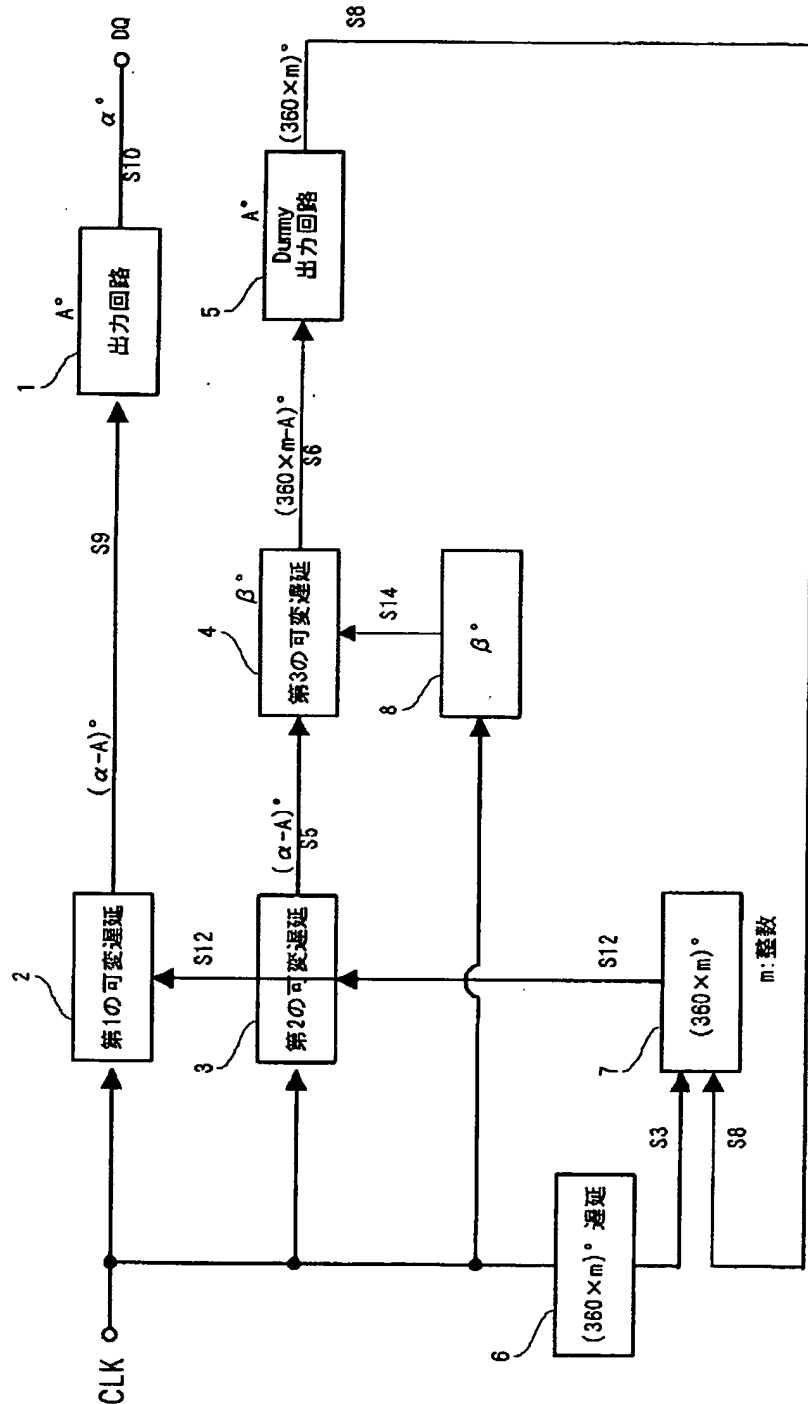 CLK
2
第1の可変遅延
(α-A)°
S9
1
A°
出力回路
S10
α°
DQ
S12
3
第2の可変遅延
(α-A)°
S5
4
β°
第3の可変遅延
(360×m-A)°
S6
5
A°
Dummy
出力回路
(360×m)°
S8
S14
8
β°
S12
6
(360×m)° 遅延
S3
S8
7
(360×m)°
m:整数